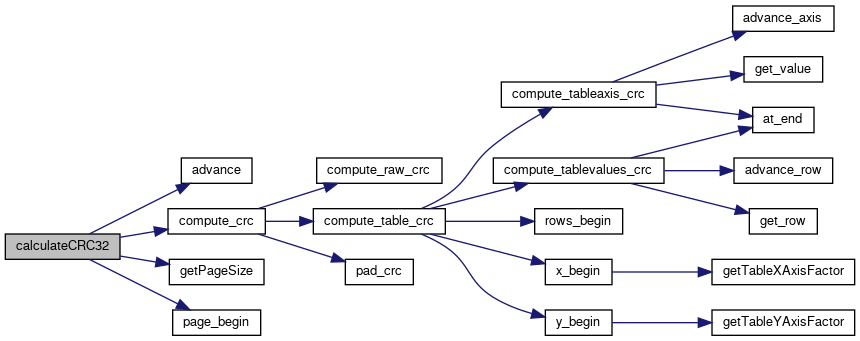 calculateCRC32
advance
compute_crc
getPageSize
page_begin
compute_raw_crc
compute_table_crc
pad_crc
compute_tableaxis_crc
compute_tablevalues_crc
rows_begin
x_begin
y_begin
advance_axis
get_value
at_end
advance_row
get_row
getTableXAxisFactor
getTableYAxisFactor